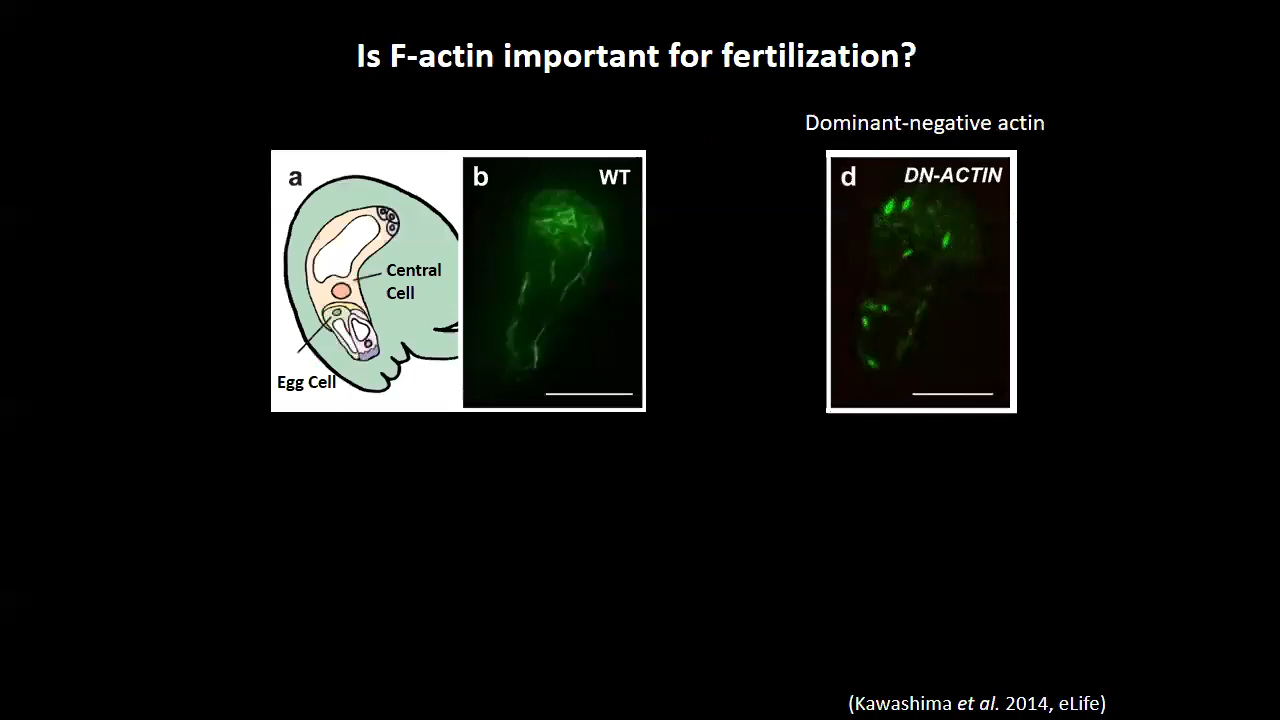 Is F-actin important for fertilization?
Dominant-negative actin
a
b
WT
d
DN-ACTIN
Central
Cell
Egg Cell
(Kawashima et al. 2014, eLife)